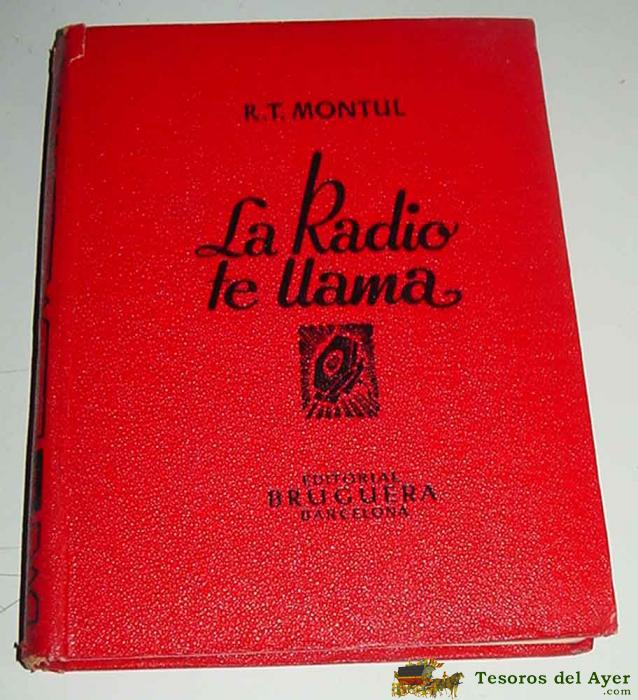 R.T. MONTUL
La Radio
te llama
EDITORIAL
BRUGUERA
BARCELONA
Tesoros del Ayer
.com